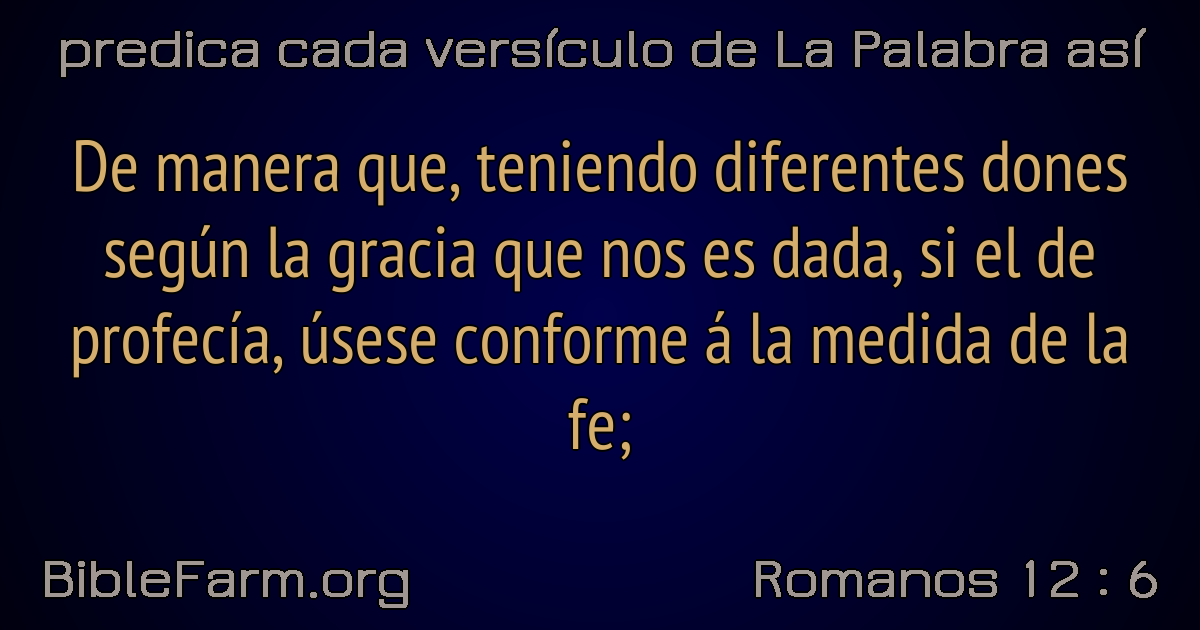 predica cada versículo de La Palabra así
De manera que, teniendo diferentes dones
según la gracia que nos es dada, si el de
profecía, úsese conforme á la medida de la
fe;
BibleFarm.org
Romanos 12 : 6